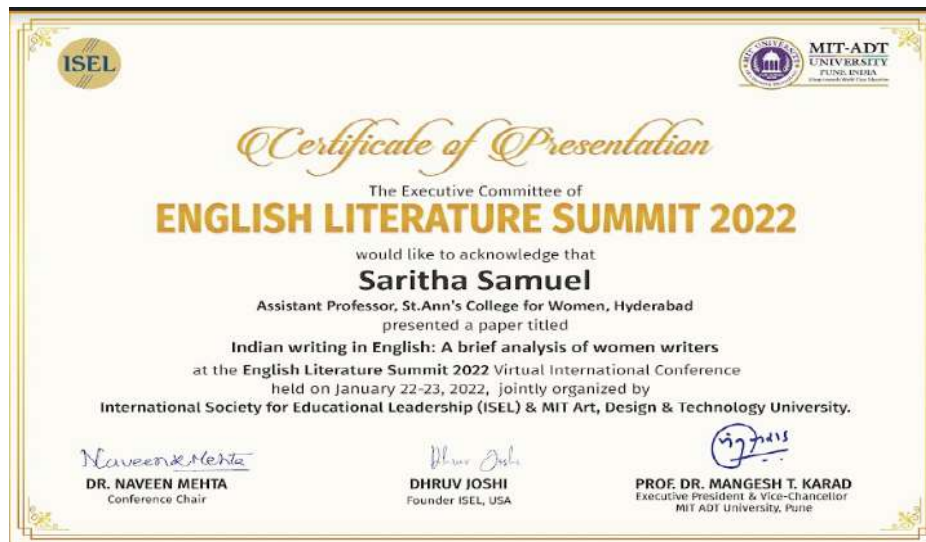 ISEL
MIT-ADT
UNIVERSITY
PUNE, INDIA
Certificate of Presentation
The Executive Committee of
ENGLISH LITERATURE SUMMIT 2022
would like to acknowledge that
Saritha Samuel
Assistant Professor, St.Ann's College for Women, Hyderabad
presented a paper titled
Indian writing in English: A brief analysis of women writers
at the English Literature Summit 2022 Virtual International Conference
held on January 22-23, 2022, jointly organized by
International Society for Educational Leadership (ISEL) & MIT Art, Design & Technology University.
Naveen Mehta
Dhruv Joshi
DR. NAVEEN MEHTA
DHRUV JOSHI
PROF. DR. MANGESH T. KARAD
Conference Chair
Founder ISEL, USA
Executive President & Vice-Chancellor
MIT ADT University, Pune